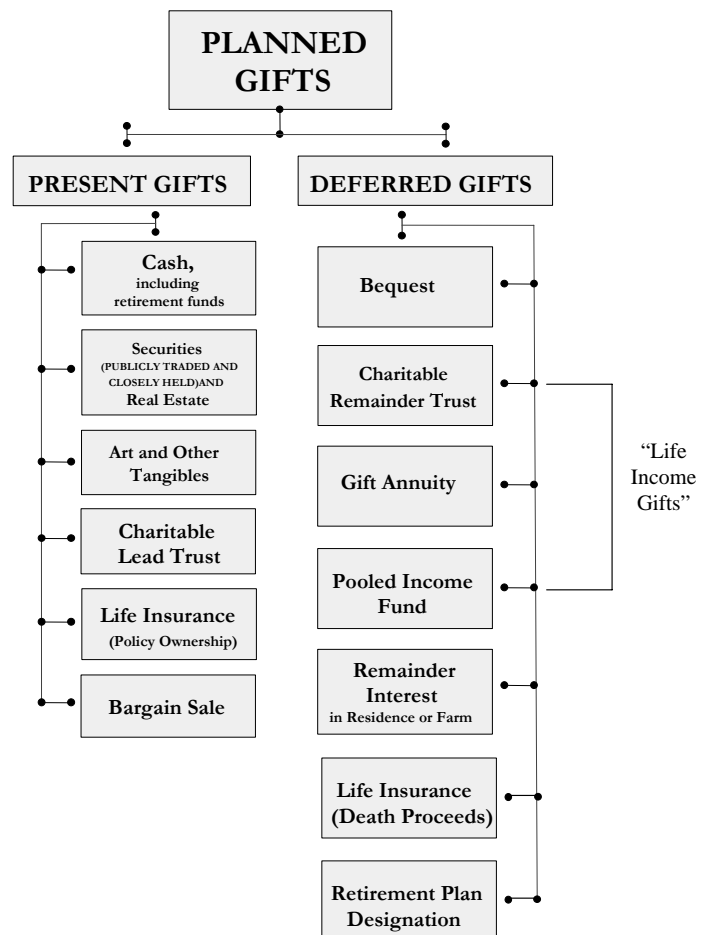 PLANNED
GIFTS
PRESENT GIFTS
Cash,
including
retirement funds
Securities
(PUBLICLY TRADED AND
CLOSELY HELD)AND
Real Estate
Art and Other
Tangibles
Charitable
Lead Trust
Life Insurance
(Policy Ownership)
Bargain Sale
DEFERRED GIFTS
Bequest
Charitable
Remainder Trust
Gift Annuity
Pooled Income
Fund
Remainder
Interest
in Residence or Farm
Life Insurance
(Death Proceeds)
Retirement Plan
Designation
“Life
Income
Gifts”